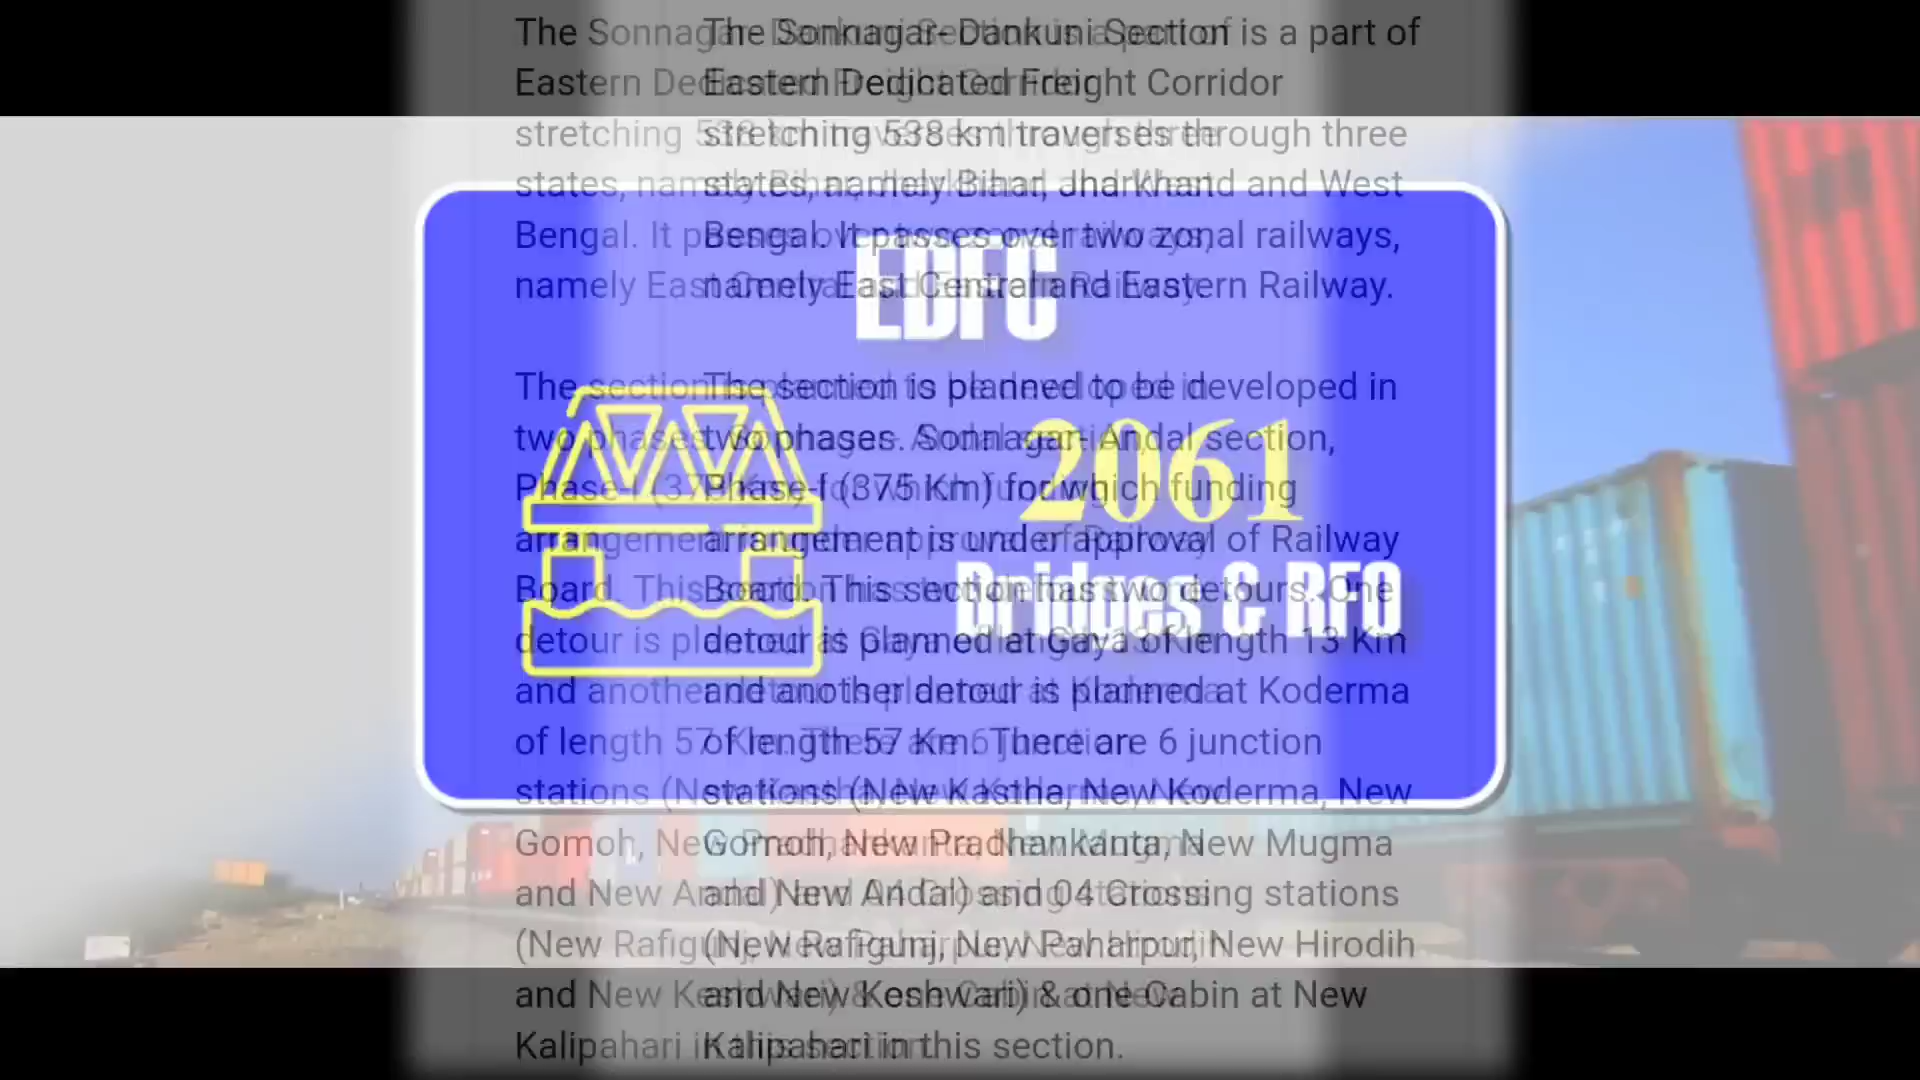 The Sonnagar- Dankuni Section is a part of
Eastern Dedicated Freight Corridor
stretching 538 km traverses through three
states, namely Bihar, Jharkhand and West
Bengal. It passes over two zonal railways,
namely East Central and Eastern Railway.
The section is planned to be developed in
two phases. Sonnagar- Andal section,
Phase-I (375 Km) for which funding
arrangement is under approval of Railway
Board. This section has two detours. One
detour is planned at Gaya of length 13 Km
and another detour is planned at Koderma
of length 57 Km. There are 6 junction
stations (New Kastha, New Koderma, New
Gomoh, New Pradhankanta, New Mugma
and New Andal) and 04 Crossing stations
(New Rafigunj, New Paharpur, New Hirodih
and New Keshwari) & one Cabin at New
Kalipahari in this section.
EDFC
2061
Bridges & RFO